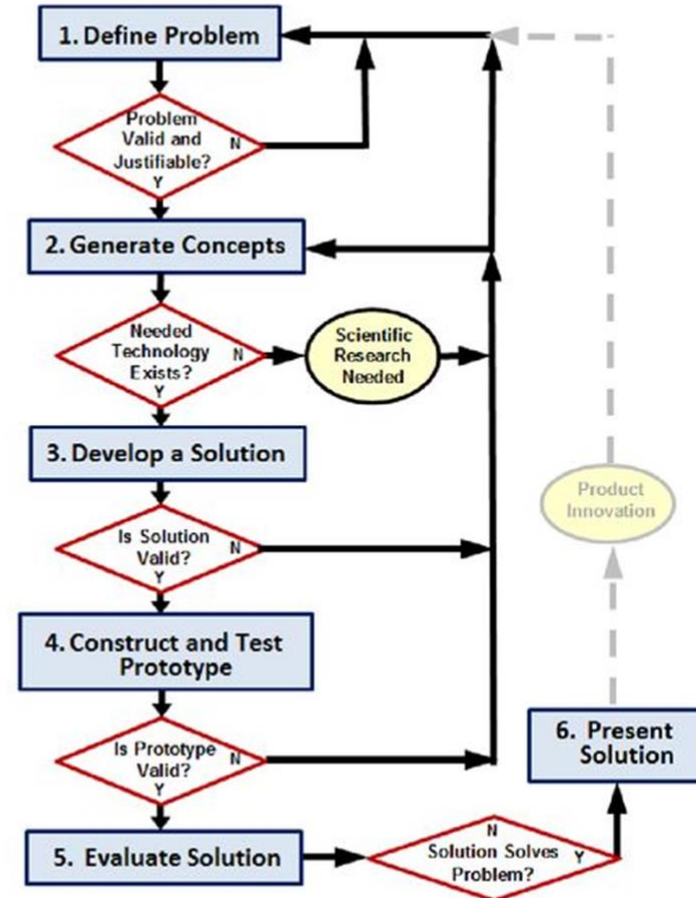 1. Define Problem
Problem
Valid and
Justifiable?
N
Y
2. Generate Concepts
Needed
Technology
Exists?
N
Y
Scientific
Research
Needed
3. Develop a Solution
Is Solution
Valid?
N
Y
Product
Innovation
4. Construct and Test
Prototype
Is Prototype
Valid?
N
Y
6. Present
Solution
5. Evaluate Solution
N
Solution Solves
Problem?
Y